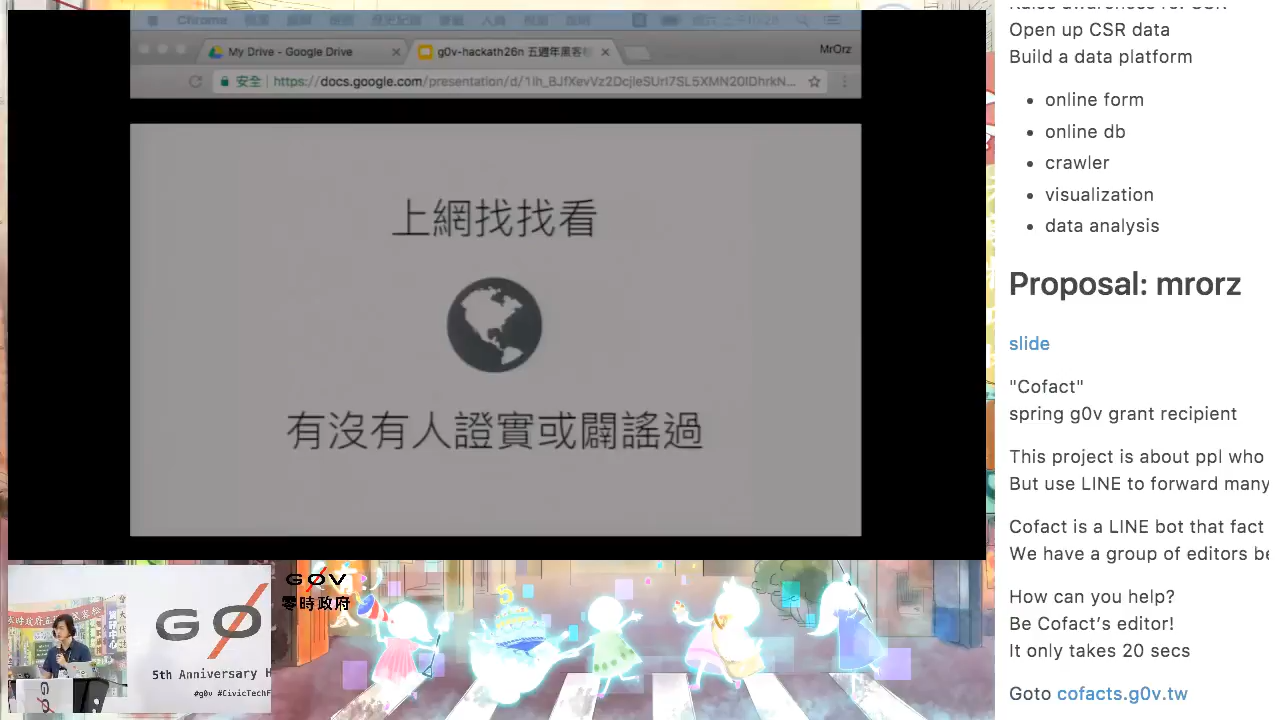 Chrome
My Drive - Google Drive
g0v-hackath26n 五週年黑客松
MrOrz
安全
https://docs.google.com/presentation/d/1Ih_BJfXevVz2DcjleSUrI7SL5XMN20IDhrkN...
上網找找看
有沒有人證實或闢謠過
Open up CSR data
Build a data platform
online form
online db
crawler
visualization
data analysis
Proposal: mrorz
slide
"Cofact"
spring g0v grant recipient
This project is about ppl who
But use LINE to forward many
Cofact is a LINE bot that fact
We have a group of editors be
How can you help?
Be Cofact's editor!
It only takes 20 secs
Goto cofacts.g0v.tw
G0V
零時政府
G0
5th Anniversary H
#g0v #CivicTechF